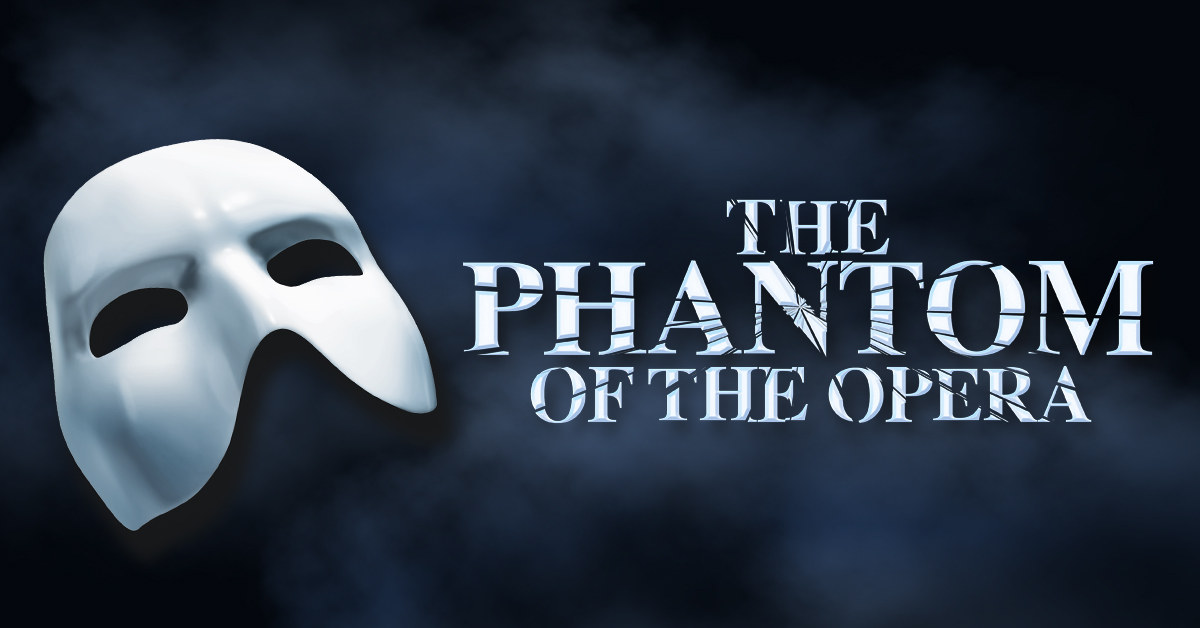 THE
PHANTOM
OF THE OPERA